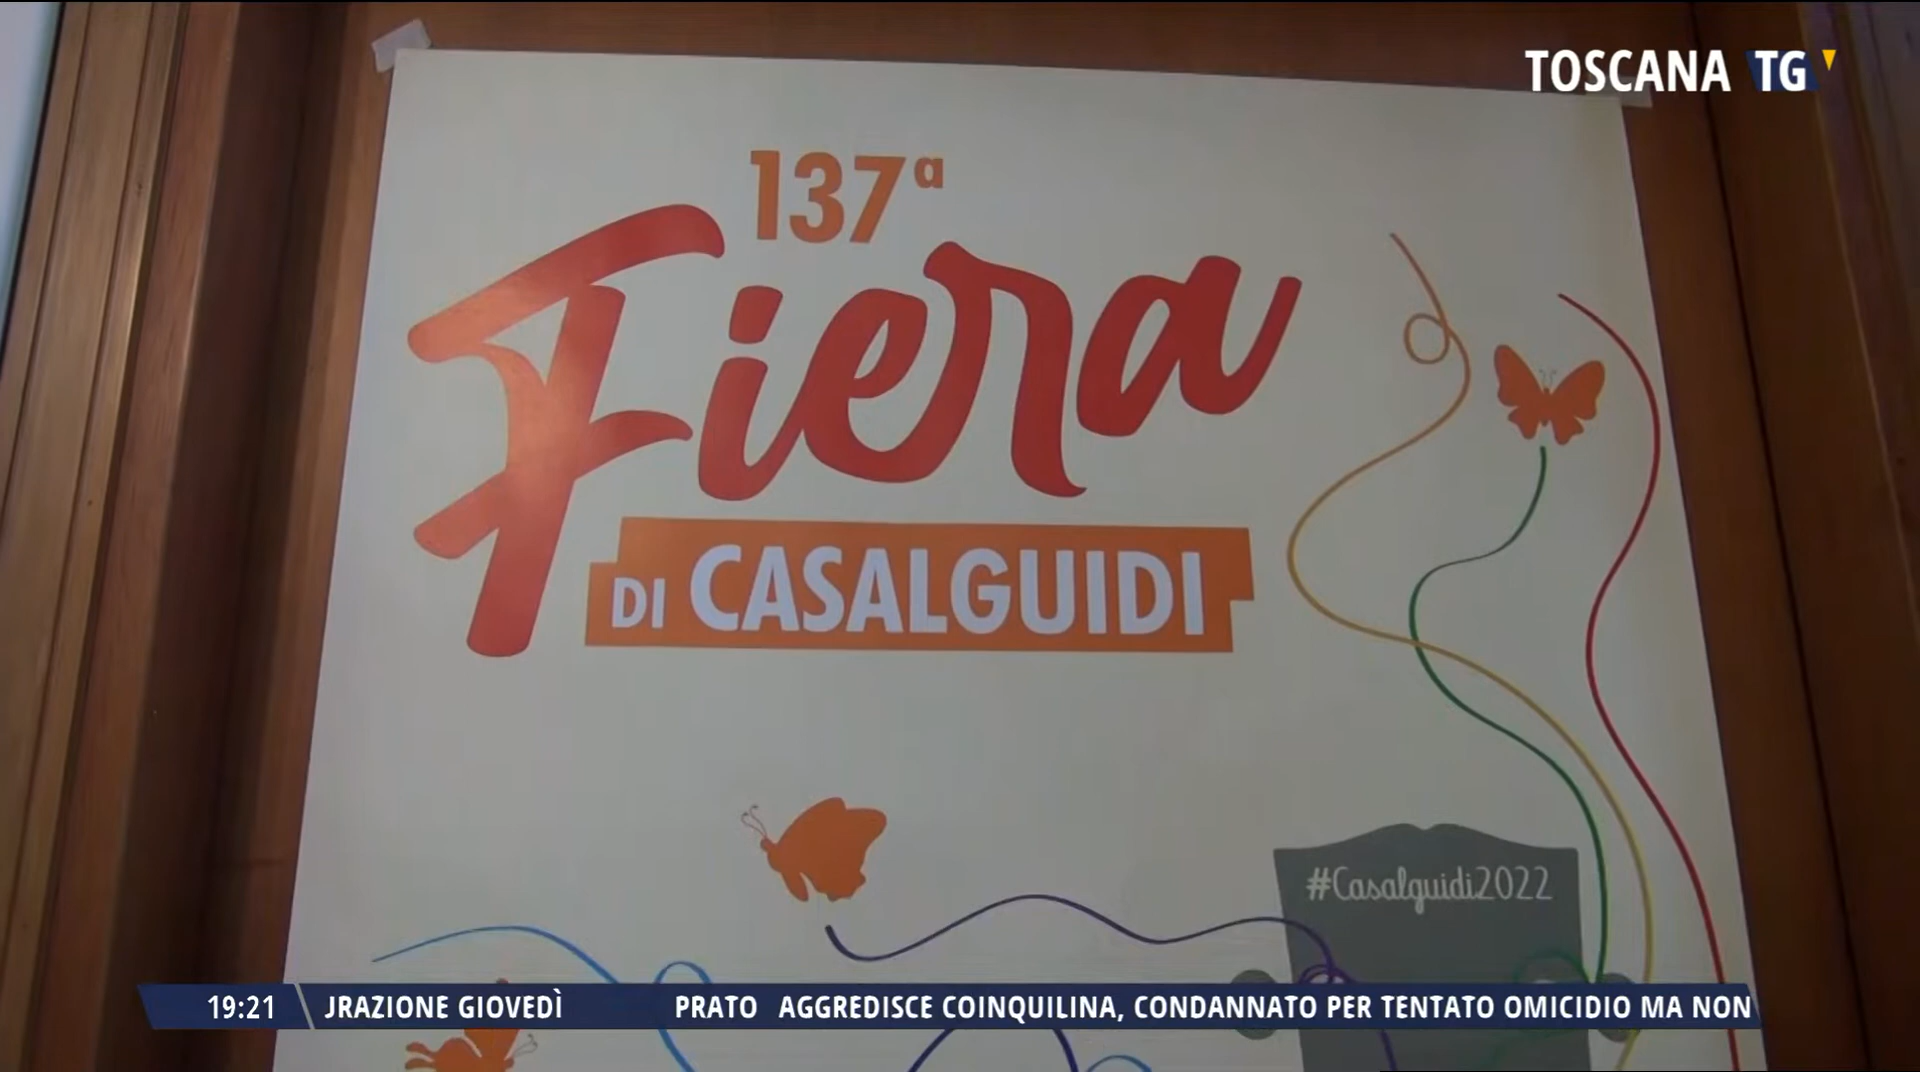 TOSCANA TG
137ª
Fiera
DI CASALGUIDI
#Casalguidi2022
19:21 JRAZIONE GIOVEDÌ PRATO AGGREDISCE COINQUILINA, CONDANNATO PER TENTATO OMICIDIO MA NON